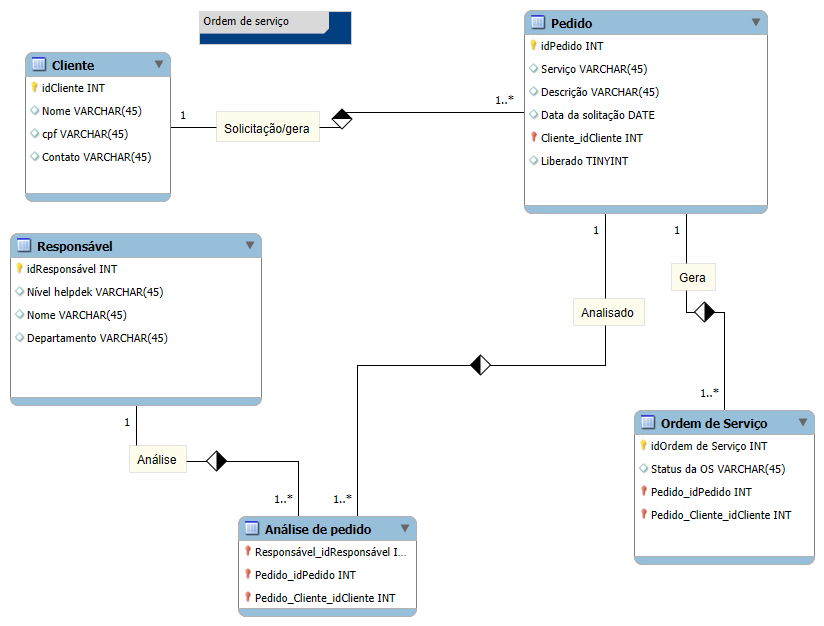 Ordem de serviço
Pedido
idPedido INT
Serviço VARCHAR(45)
Descrição VARCHAR(45)
Data da solitação DATE
Cliente_idCliente INT
Liberado TINYINT
Cliente
idCliente INT
Nome VARCHAR(45)
cpf VARCHAR(45)
Contato VARCHAR(45)
1
Solicitação/gera
1..*
Responsável
idResponsável INT
Nível helpdek VARCHAR(45)
Nome VARCHAR(45)
Departamento VARCHAR(45)
1
1
Gera
Analisado
1..*
1
Análise
1..*
1..*
Ordem de Serviço
idOrdem de Serviço INT
Status da OS VARCHAR(45)
Pedido_idPedido INT
Pedido_Cliente_idCliente INT
Análise de pedido
Responsável_idResponsável I...
Pedido_idPedido INT
Pedido_Cliente_idCliente INT